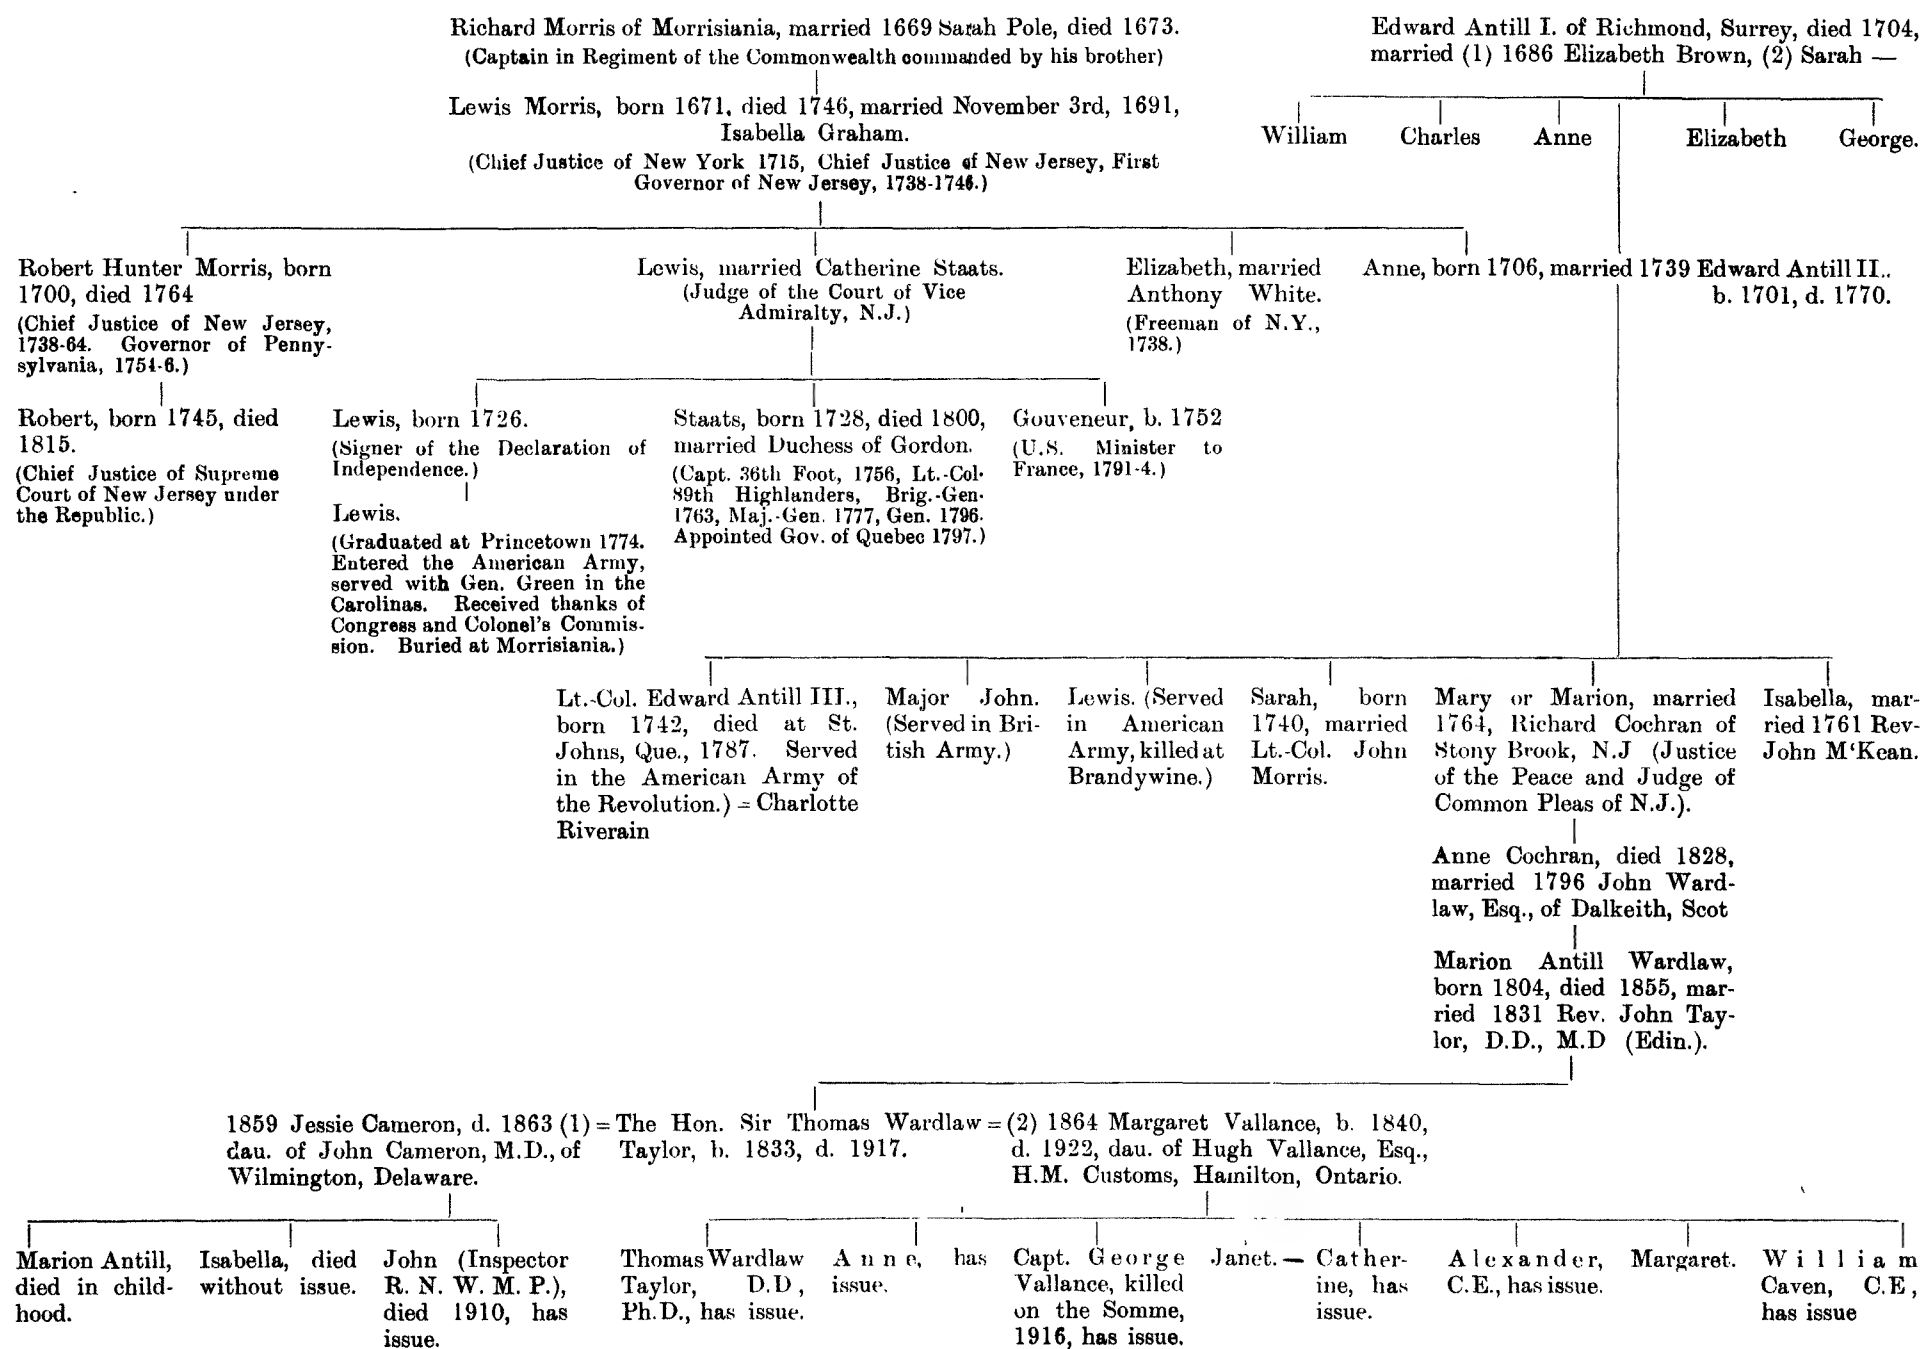 Richard Morris of Morrisiania, married 1669 Sarah Pole, died 1673.
(Captain in Regiment of the Commonwealth commanded by his brother)
Edward Antill I. of Richmond, Surrey, died 1704,
married (1) 1686 Elizabeth Brown, (2) Sarah —
Lewis Morris, born 1671, died 1746, married November 3rd, 1691,
Isabella Graham.
(Chief Justice of New York 1715, Chief Justice of New Jersey, First
Governor of New Jersey, 1738-1746.)
William
Charles
Anne
Elizabeth
George.
Robert Hunter Morris, born
1700, died 1764
(Chief Justice of New Jersey,
1738-64. Governor of Penny-
sylvania, 1754-6.)
Lewis, married Catherine Staats.
(Judge of the Court of Vice
Admiralty, N.J.)
Elizabeth, married
Anthony White.
(Freeman of N.Y.,
1738.)
Anne, born 1706, married 1739 Edward Antill II..
b. 1701, d. 1770.
Robert, born 1745, died
1815.
(Chief Justice of Supreme
Court of New Jersey under
the Republic.)
Lewis, born 1726.
(Signer of the Declaration of
Independence.)
Lewis.
(Graduated at Princetown 1774.
Entered the American Army,
served with Gen. Green in the
Carolinas. Received thanks of
Congress and Colonel's Commis-
sion. Buried at Morrisiania.)
Staats, born 1728, died 1800,
married Duchess of Gordon.
(Capt. 36th Foot, 1756, Lt.-Col.
89th Highlanders, Brig.-Gen.
1763, Maj.-Gen. 1777, Gen. 1796.
Appointed Gov. of Quebec 1797.)
Gouveneur, b. 1752
(U.S. Minister to
France, 1791-4.)
Lt.-Col. Edward Antill III.,
born 1742, died at St.
Johns, Que., 1787. Served
in the American Army of
the Revolution.) = Charlotte
Riverain
Major John.
(Served in Bri-
tish Army.)
Lewis. (Served
in American
Army, killed at
Brandywine.)
Sarah, born
1740, married
Lt.-Col. John
Morris.
Mary or Marion, married
1764, Richard Cochran of
Stony Brook, N.J (Justice
of the Peace and Judge of
Common Pleas of N.J.).
Isabella, mar-
ried 1761 Rev.
John M'Kean.
Anne Cochran, died 1828,
married 1796 John Ward-
law, Esq., of Dalkeith, Scot
Marion Antill Wardlaw,
born 1804, died 1855, mar-
ried 1831 Rev. John Tay-
lor, D.D., M.D (Edin.).
1859 Jessie Cameron, d. 1863 (1) = The Hon. Sir Thomas Wardlaw = (2) 1864 Margaret Vallance, b. 1840,
dau. of John Cameron, M.D., of Taylor, b. 1833, d. 1917. d. 1922, dau. of Hugh Vallance, Esq.,
Wilmington, Delaware. H.M. Customs, Hamilton, Ontario.
Marion Antill,
died in child-
hood.
Isabella, died
without issue.
John (Inspector
R. N. W. M. P.),
died 1910, has
issue.
Thomas Wardlaw
Taylor, D.D,
Ph.D., has issue.
Anne, has
issue.
Capt. George
Vallance, killed
on the Somme,
1916, has issue.
Janet. —
Cather-
ine, has
issue.
Alexander,
C.E., has issue.
Margaret.
William
Caven, C.E,
has issue